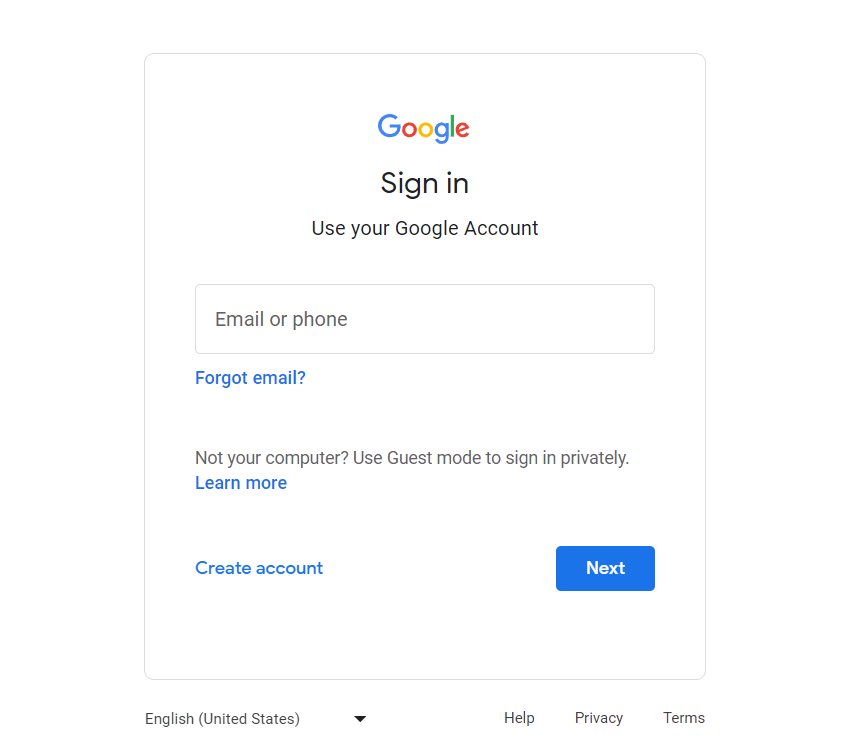 Google
Sign in
Use your Google Account
Email or phone
Forgot email?
Not your computer? Use Guest mode to sign in privately.
Learn more
Create account
Next
English (United States)
Help
Privacy
Terms